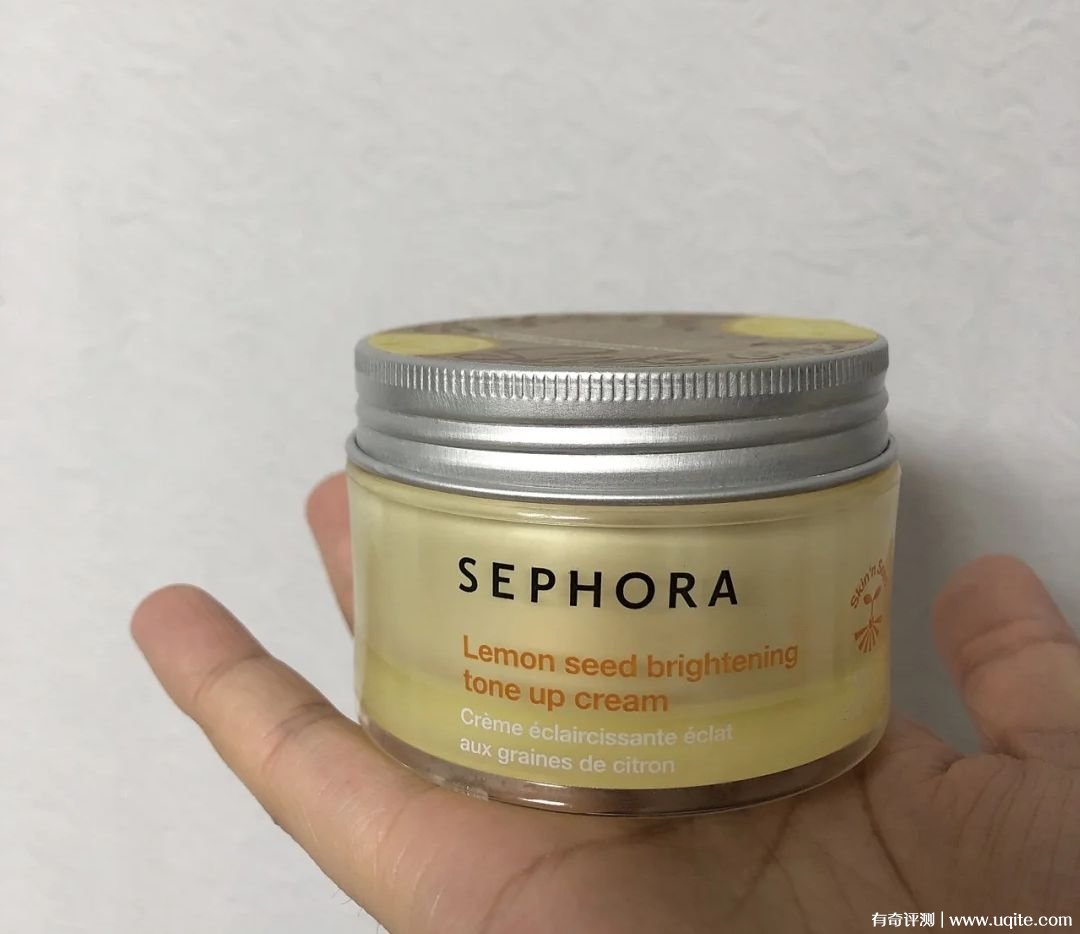 SEPHORA
Skin'n
Lemon seed brightening
tone up cream
Crème éclaircissante éclat
aux graines de citron
有奇评测 | www.uqite.com